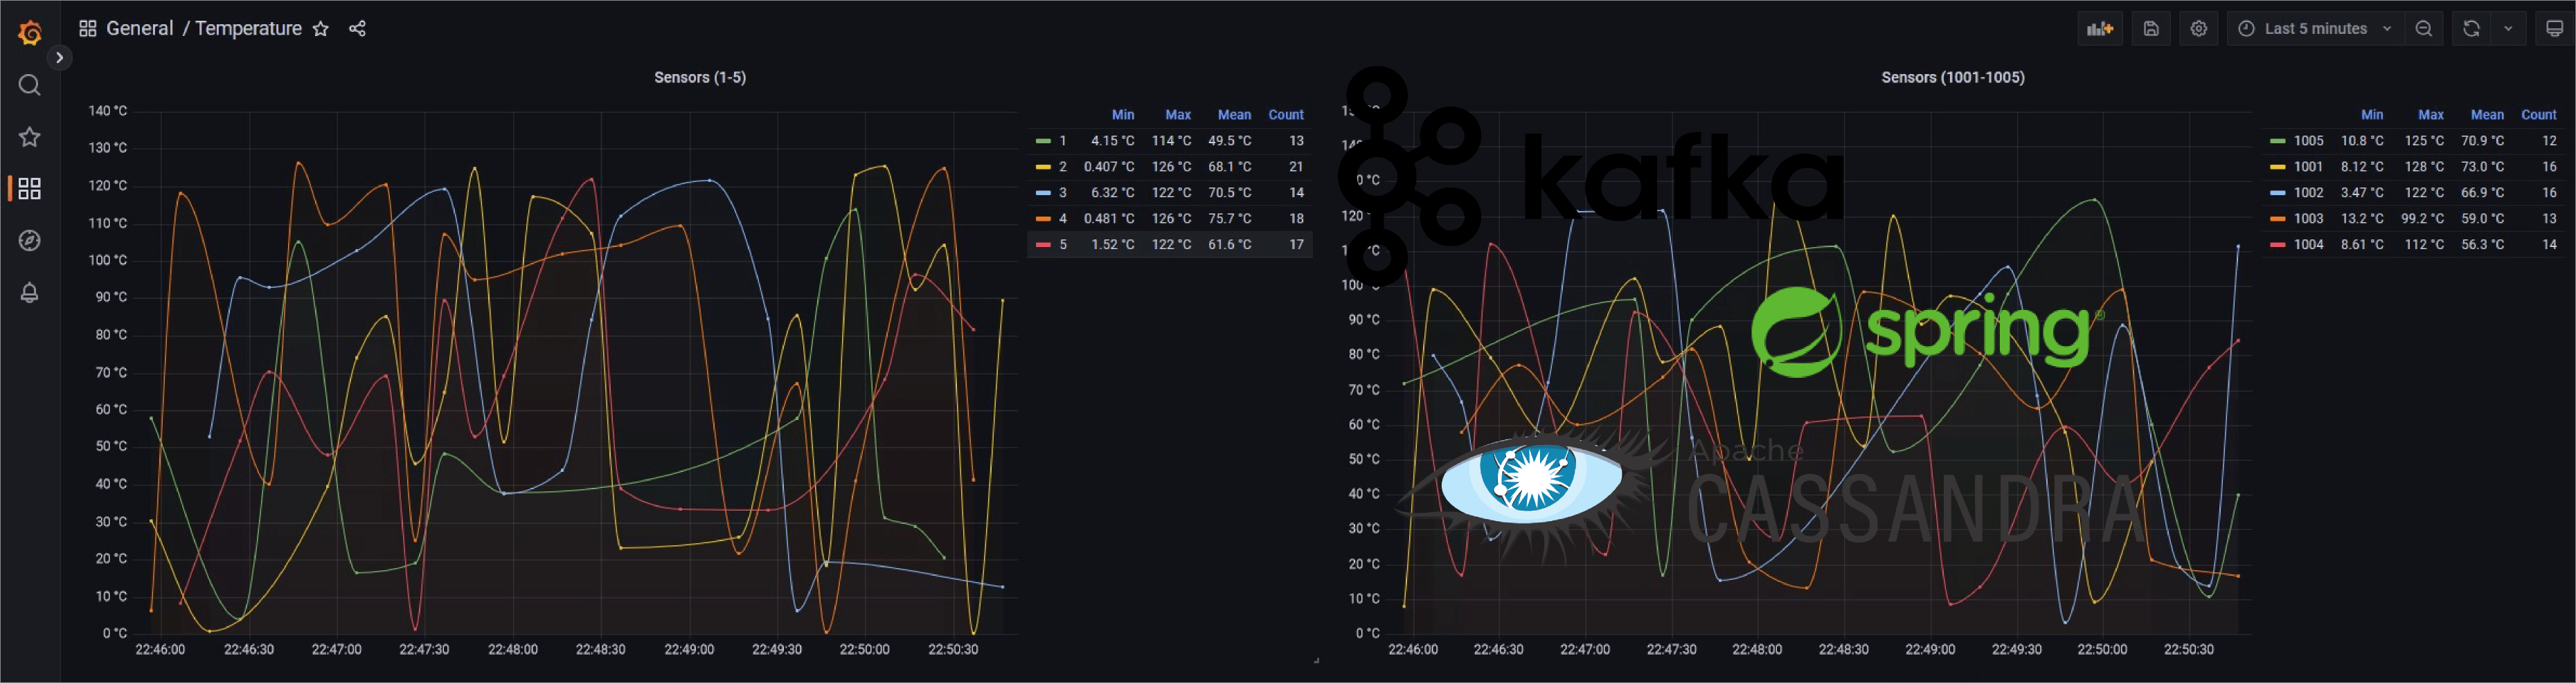 General / Temperature
Last 5 minutes
Sensors (1-5)
140 °C
130 °C
120 °C
110 °C
100 °C
90 °C
80 °C
70 °C
60 °C
50 °C
40 °C
30 °C
20 °C
10 °C
0 °C
22:46:00 22:46:30 22:47:00 22:47:30 22:48:00 22:48:30 22:49:00 22:49:30 22:50:00 22:50:30
Min Max Mean Count
1 4.15 °C 114 °C 49.5 °C 13
2 0.407 °C 126 °C 68.1 °C 21
3 6.32 °C 122 °C 70.5 °C 14
4 0.481 °C 126 °C 75.7 °C 18
5 1.52 °C 122 °C 61.6 °C 17
Sensors (1001-1005)
90 °C
80 °C
70 °C
60 °C
50 °C
40 °C
30 °C
20 °C
10 °C
0 °C
22:46:00 22:46:30 22:47:00 22:47:30 22:48:00 22:48:30 22:49:00 22:49:30 22:50:00 22:50:30
kafka
spring®
Apache
CASSANDRA
Min Max Mean Count
1005 10.8 °C 125 °C 70.9 °C 12
1001 8.12 °C 128 °C 73.0 °C 16
1002 3.47 °C 122 °C 66.9 °C 16
1003 13.2 °C 99.2 °C 59.0 °C 13
1004 8.61 °C 112 °C 56.3 °C 14